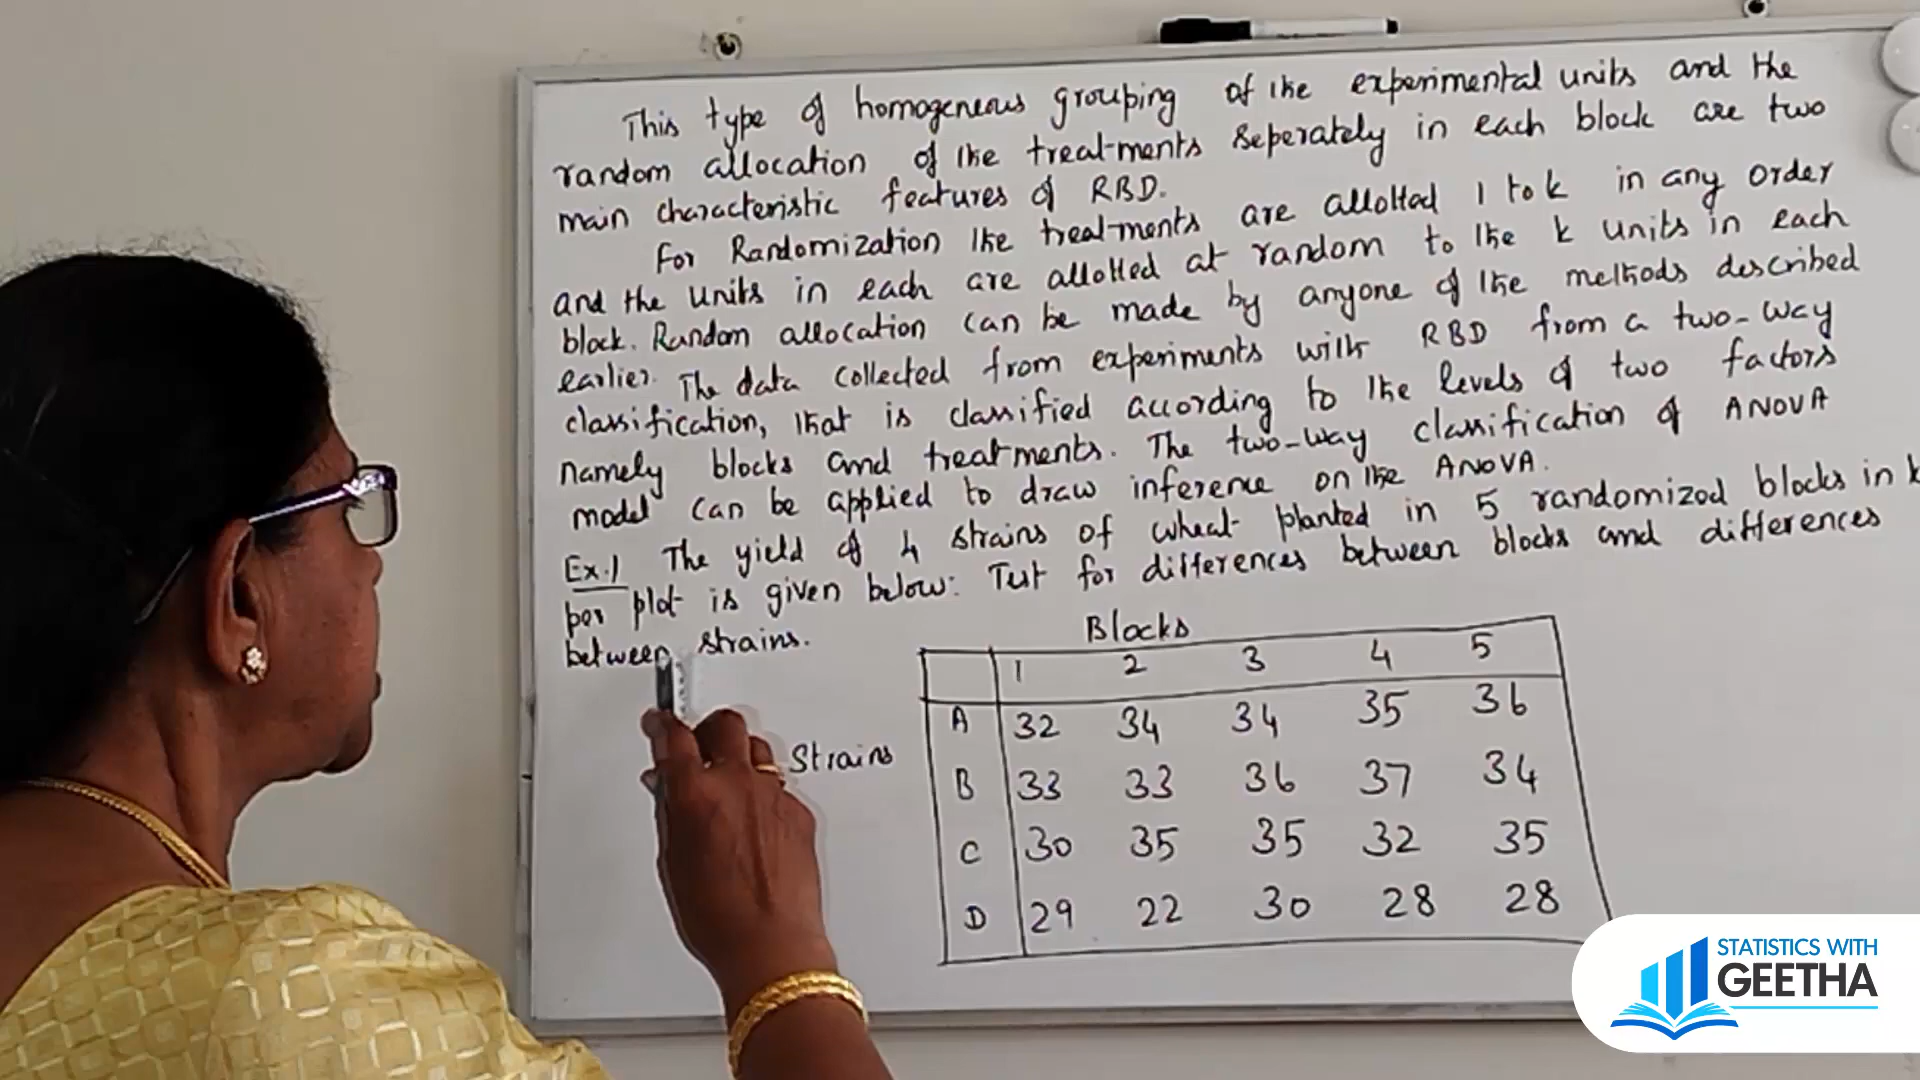 This type of homogeneous grouping of the experimental units and the
random allocation of the treatments seperately in each block are two
main characteristic features of RBD.
For Randomization the treatments are allotted 1 to k in any order
and the units in each are allotted at random to the k units in each
block. Random allocation can be made by anyone of the methods described
earlier. The data collected from experiments with RBD from a two-way
classification, that is classified according to the levels of two factors
namely blocks and treatments. The two-way classification of ANOVA
model can be applied to draw inference on the ANOVA.
Ex.1 The yield of 4 strains of wheat planted in 5 randomized blocks in k
per plot is given below: Test for differences between blocks and differences
between strains.
Blocks
1 2 3 4 5
A 32 34 34 35 36
Strains
B 33 33 36 37 34
C 30 35 35 32 35
D 29 22 30 28 28
STATISTICS WITH
GEETHA